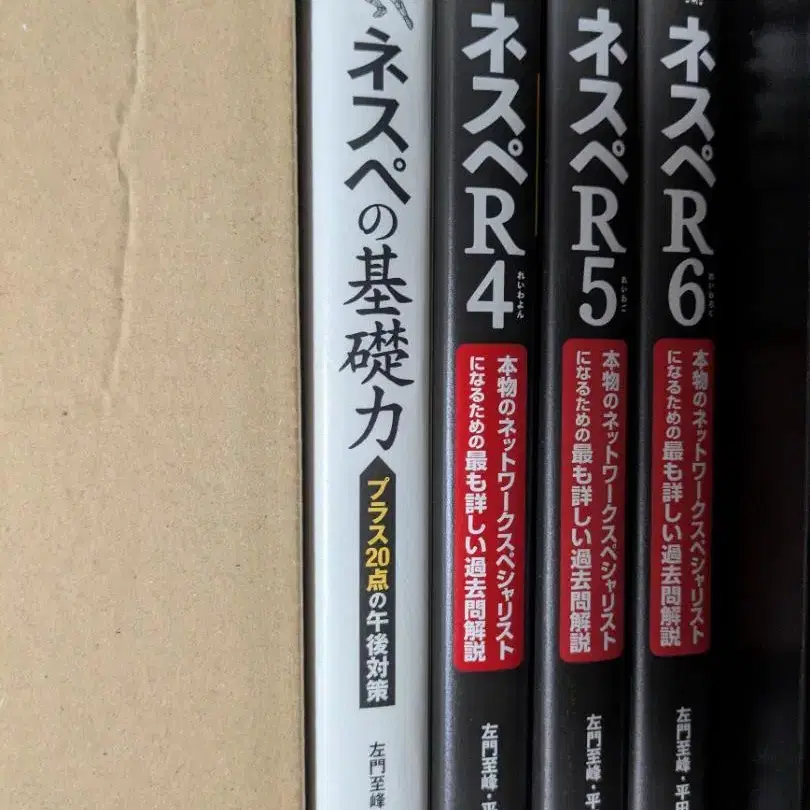 ネスペの基礎力
プラス20点の午後対策
左門至峰
ネスペR4
れいわよん
本物のネットワークスペシャリスト
になるための最も詳しい過去問解説
左門至峰・平
ネスペR5
れいわご
本物のネットワークスペシャリスト
になるための最も詳しい過去問解説
左門至峰・平
ネスペR6
れいわろく
本物のネットワークスペシャリスト
になるための最も詳しい過去問解説
左門至峰・平